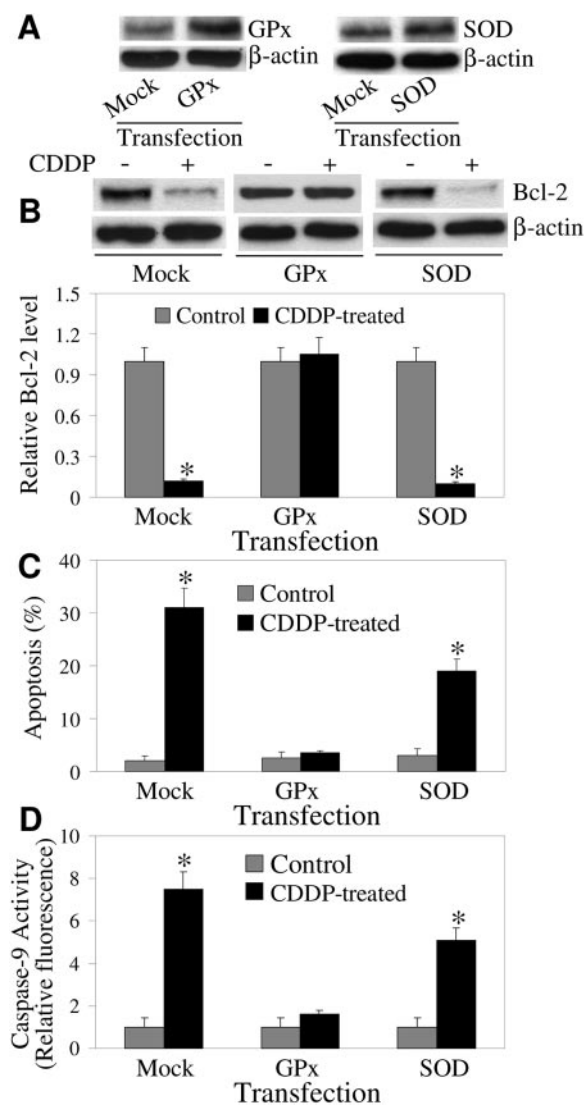 A
GPx
SOD
β-actin
β-actin
Mock GPx
Mock SOD
Transfection
Transfection
CDDP - + - + - +
B
Bcl-2
β-actin
Mock GPx SOD
Relative Bcl-2 level
1.5
1.2
0.9
0.6
0.3
0
Control CDDP-treated
* *
Mock GPx SOD
Transfection
C
Apoptosis (%)
40
30
20
10
0
Control
CDDP-treated
* *
Mock GPx SOD
Transfection
D
Caspase-9 Activity
(Relative fluorescence)
10
8
6
4
2
0
Control
CDDP-treated
* *
Mock GPx SOD
Transfection